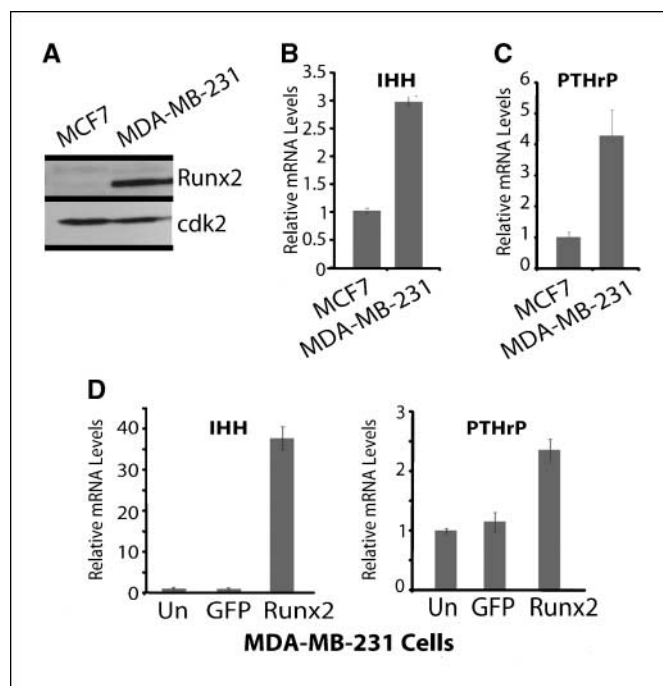 A
MCF7
MDA-MB-231
Runx2
cdk2
B
IHH
Relative mRNA Levels
3.5
3
2.5
2
1.5
1
0.5
0
MCF7
MDA-MB-231
C
PTHrP
Relative mRNA Levels
6
5
4
3
2
1
0
MCF7
MDA-MB-231
D
IHH
Relative mRNA Levels
40
30
20
10
0
Un GFP Runx2
PTHrP
Relative mRNA Levels
3
2
1
0
Un GFP Runx2
MDA-MB-231 Cells